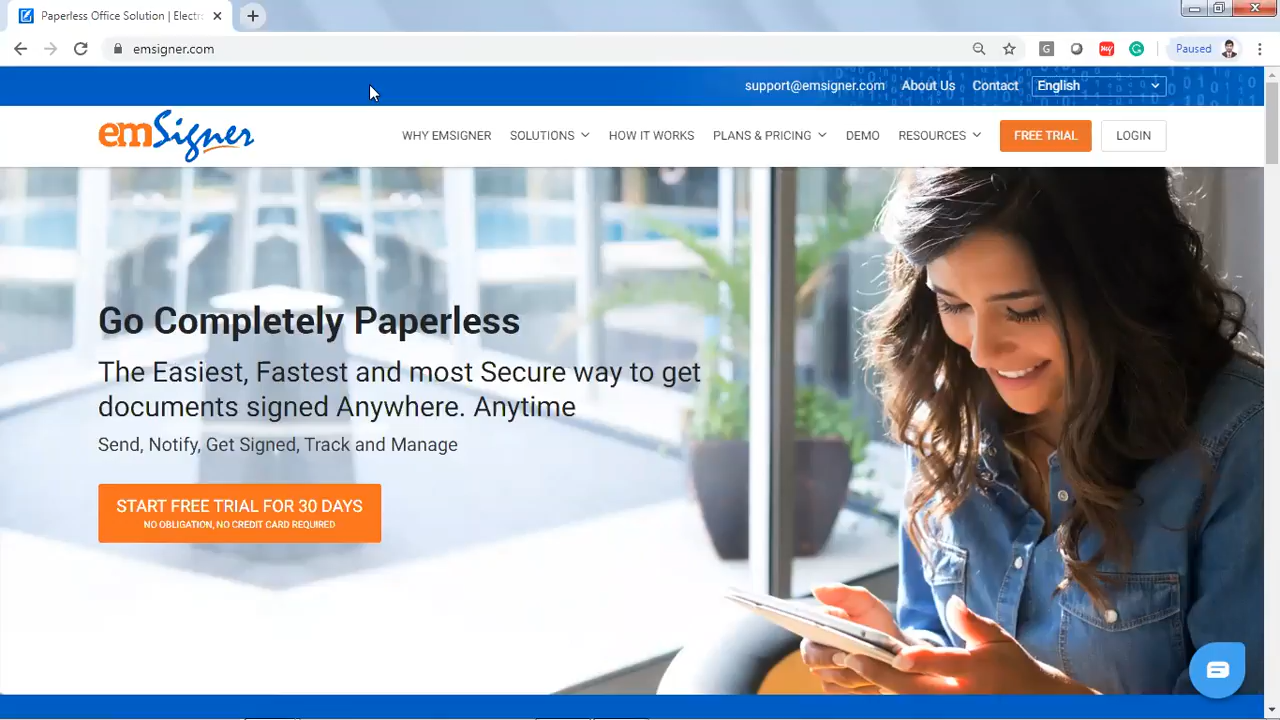 Paperless Office Solution | Electr
emsigner.com
Paused
support@emsigner.com About Us Contact English
emSigner
WHY EMSIGNER SOLUTIONS HOW IT WORKS PLANS & PRICING DEMO RESOURCES FREE TRIAL LOGIN
Go Completely Paperless
The Easiest, Fastest and most Secure way to get
documents signed Anywhere. Anytime
Send, Notify, Get Signed, Track and Manage
START FREE TRIAL FOR 30 DAYS
NO OBLIGATION, NO CREDIT CARD REQUIRED